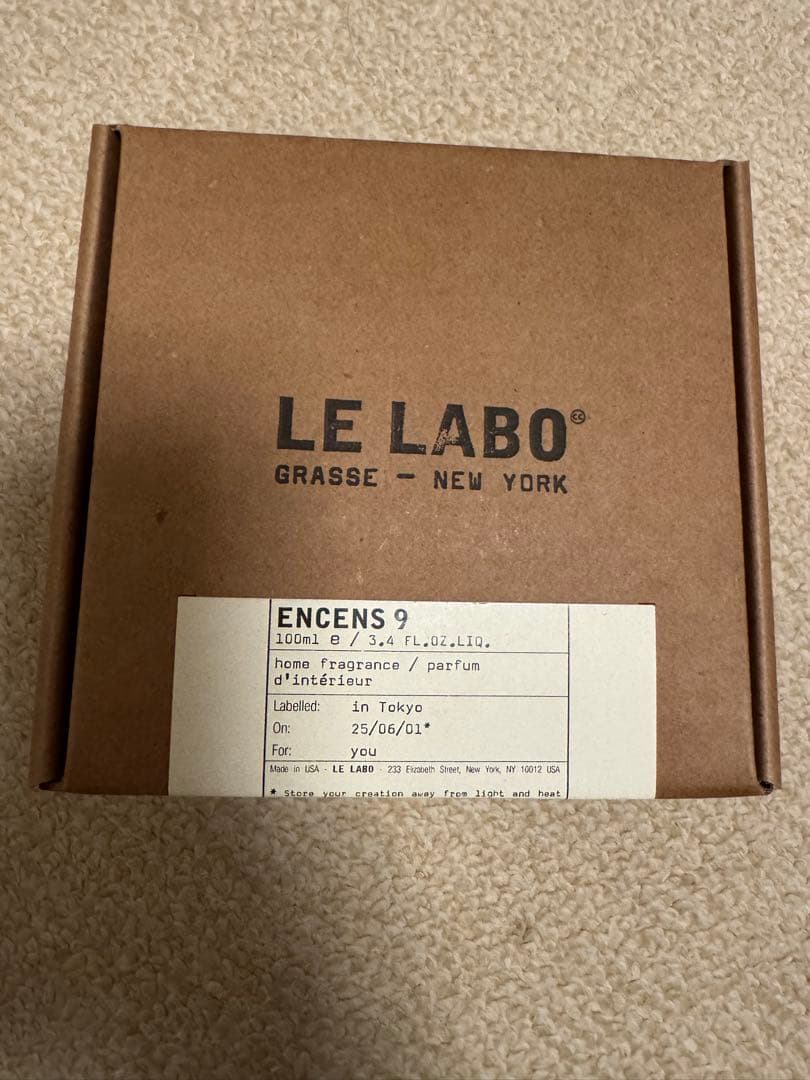 LE LABO
GRASSE — NEW YORK
ENCENS 9
100ml e / 3.4 FL.OZ.LIQ.
home fragrance / parfum
d'intérieur
Labelled: in Tokyo
On: 25/06/01*
For: you
Made in USA - LE LABO - 233 Elizabeth Street, New York, NY 10012 USA
* Store your creation away from light and heat